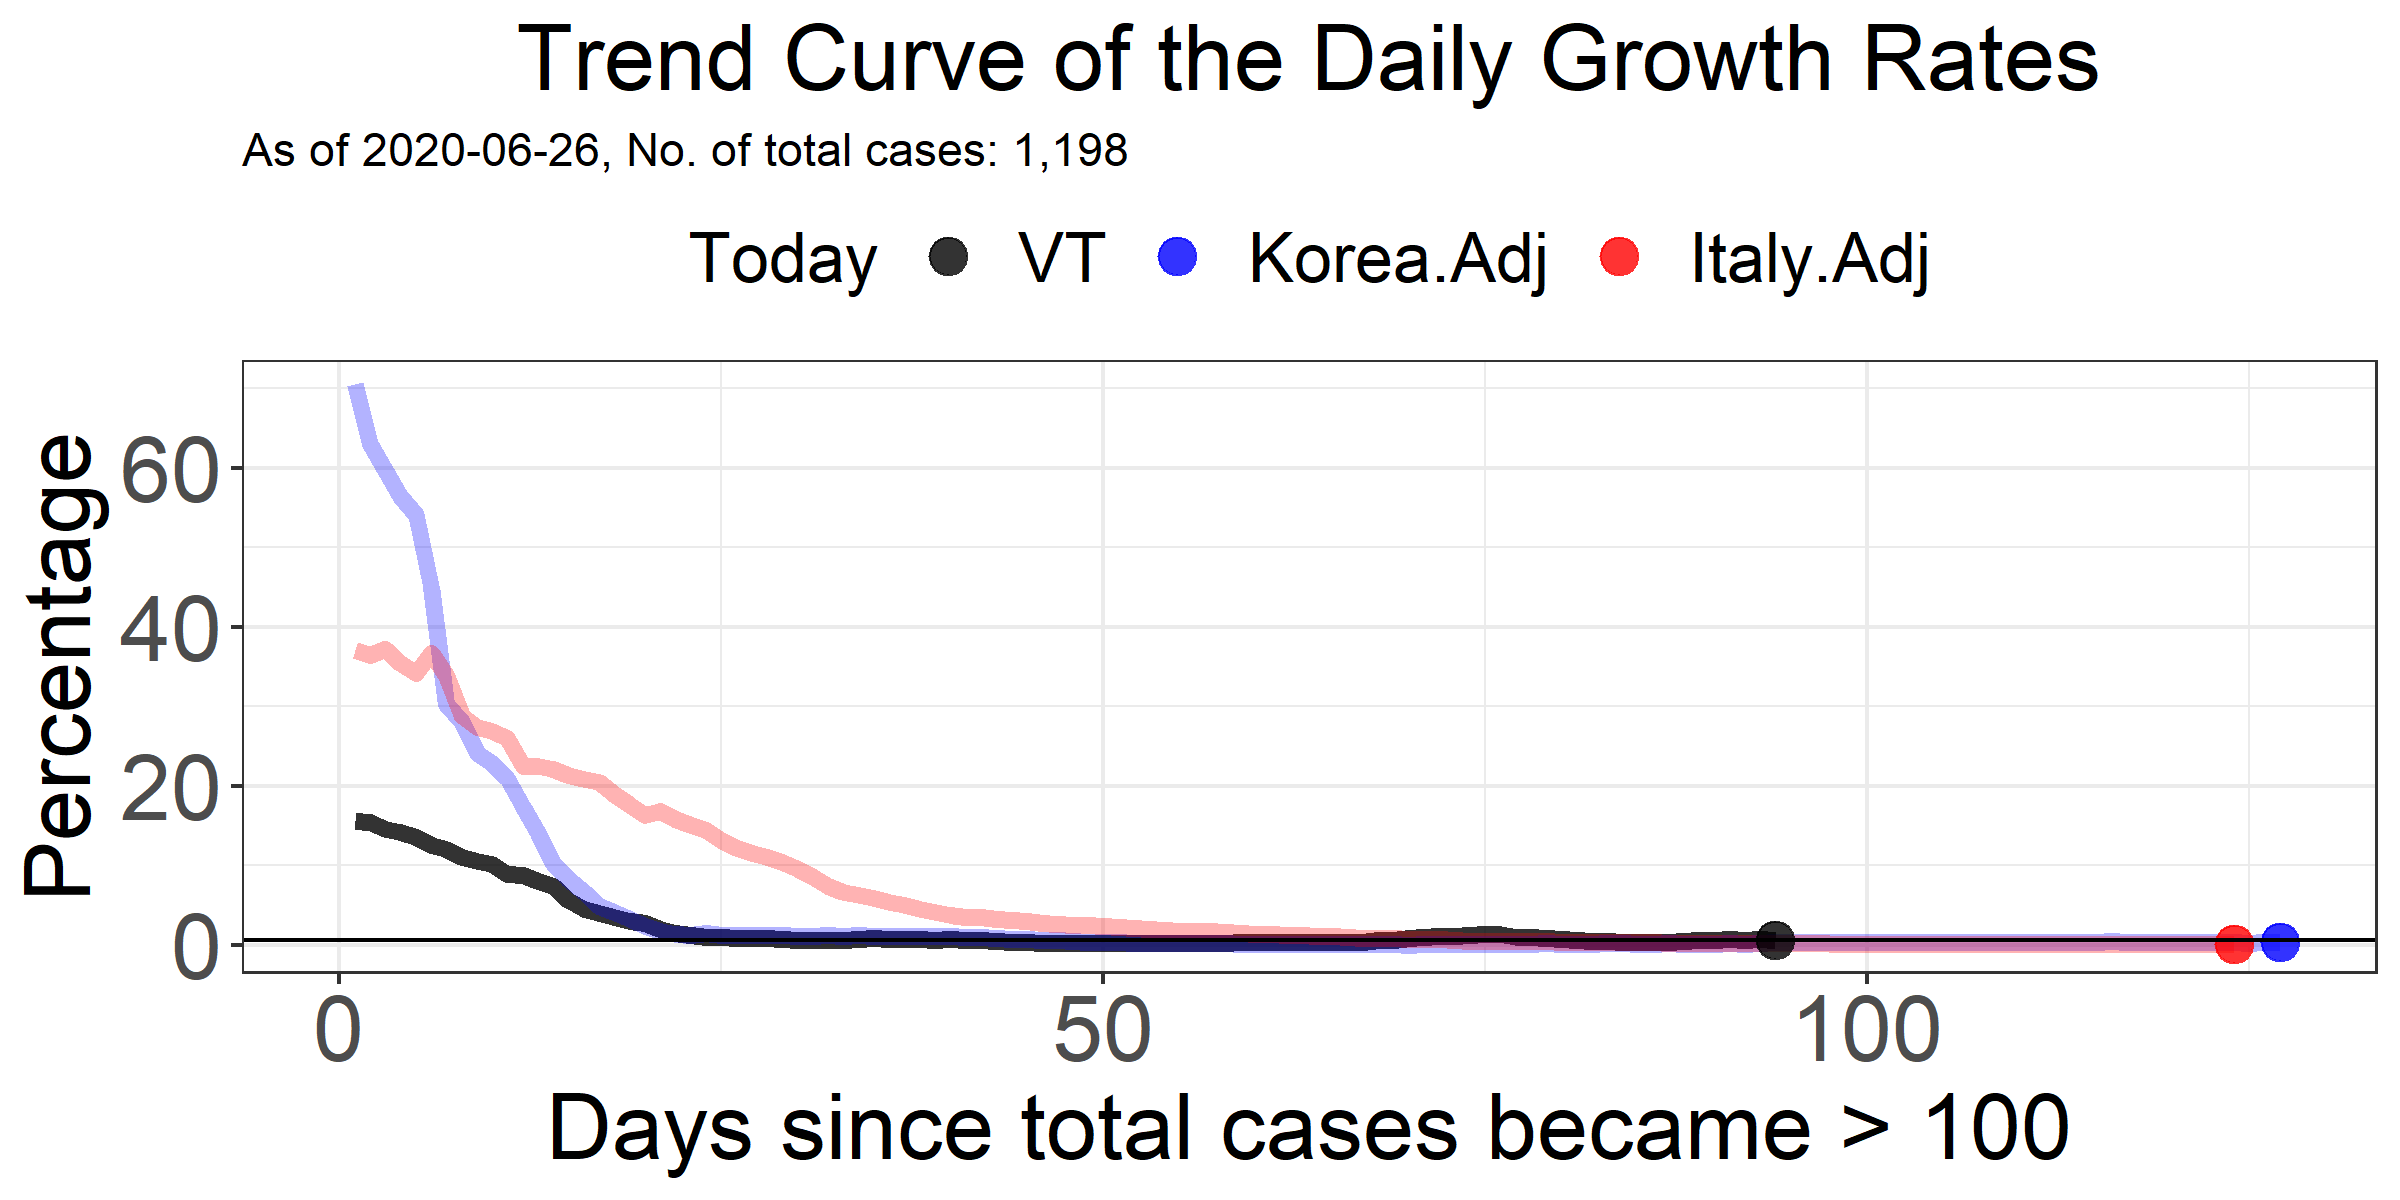 Trend Curve of the Daily Growth Rates
As of 2020-06-26, No. of total cases: 1,198
Today VT Korea.Adj Italy.Adj
Percentage
60
40
20
0
0 50 100
Days since total cases became > 100